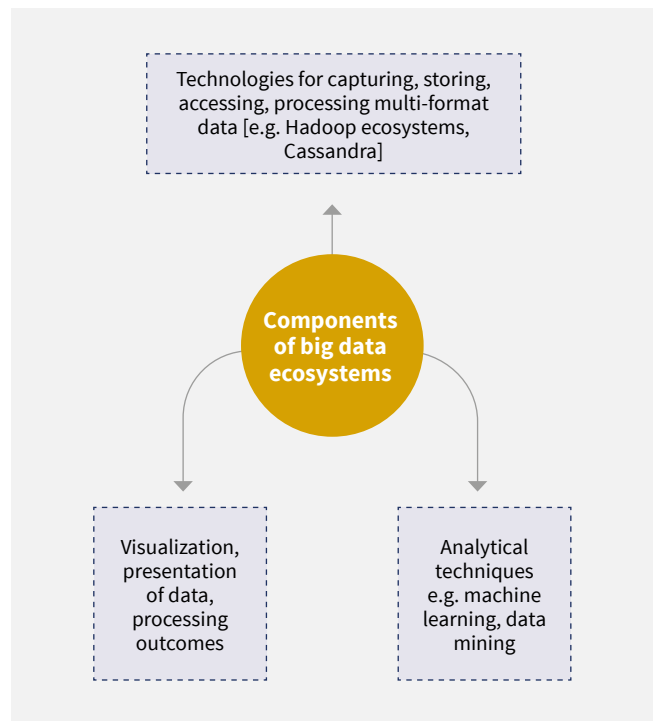 Technologies for capturing, storing,
accessing, processing multi-format
data [e.g. Hadoop ecosystems,
Cassandra]
Components
of big data
ecosystems
Visualization,
presentation
of data,
processing
outcomes
Analytical
techniques
e.g. machine
learning, data
mining